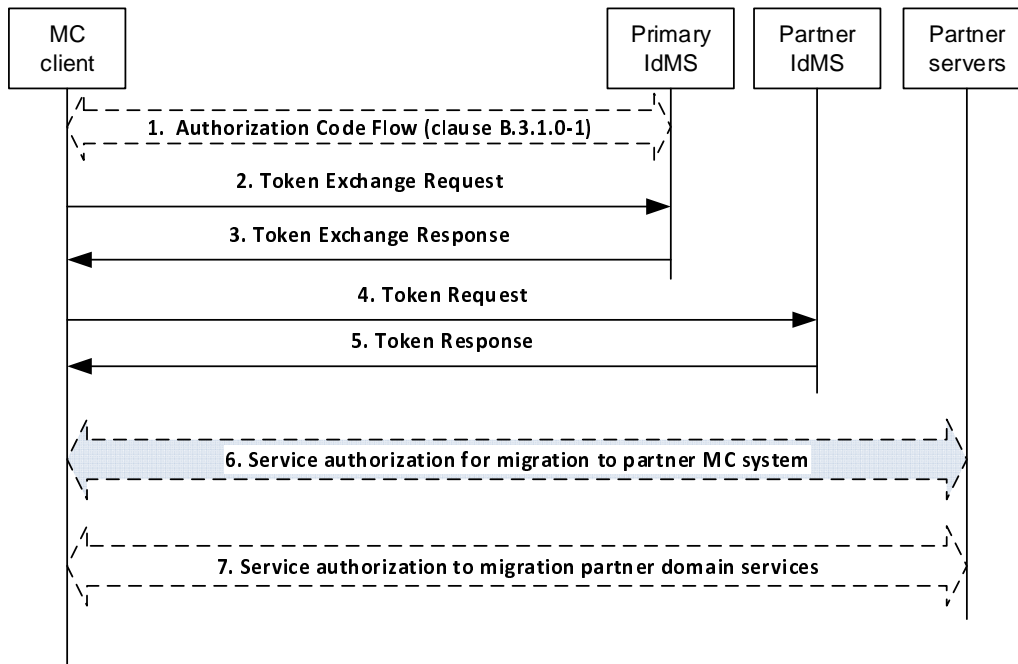 MC
client
Primary
IdMS
Partner
IdMS
Partner
servers
1. Authorization Code Flow (clause B.3.1.0-1)
2. Token Exchange Request
3. Token Exchange Response
4. Token Request
5. Token Response
6. Service authorization for migration to partner MC system
7. Service authorization to migration partner domain services